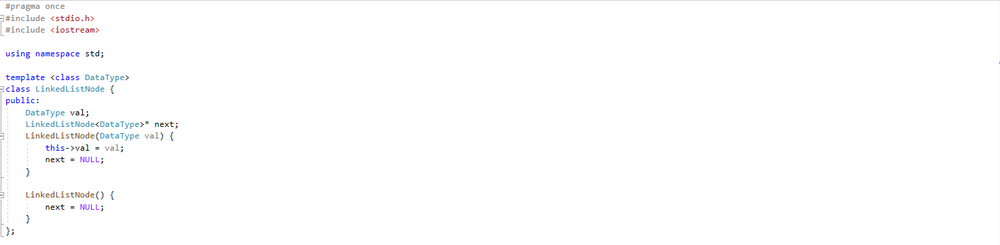 #pragma once
#include <stdio.h>
#include <iostream>

using namespace std;

template <class DataType>
class LinkedListNode {
public:
    DataType val;
    LinkedListNode<DataType>* next;
    LinkedListNode(DataType val) {
        this->val = val;
        next = NULL;
    }

    LinkedListNode() {
        next = NULL;
    }
};